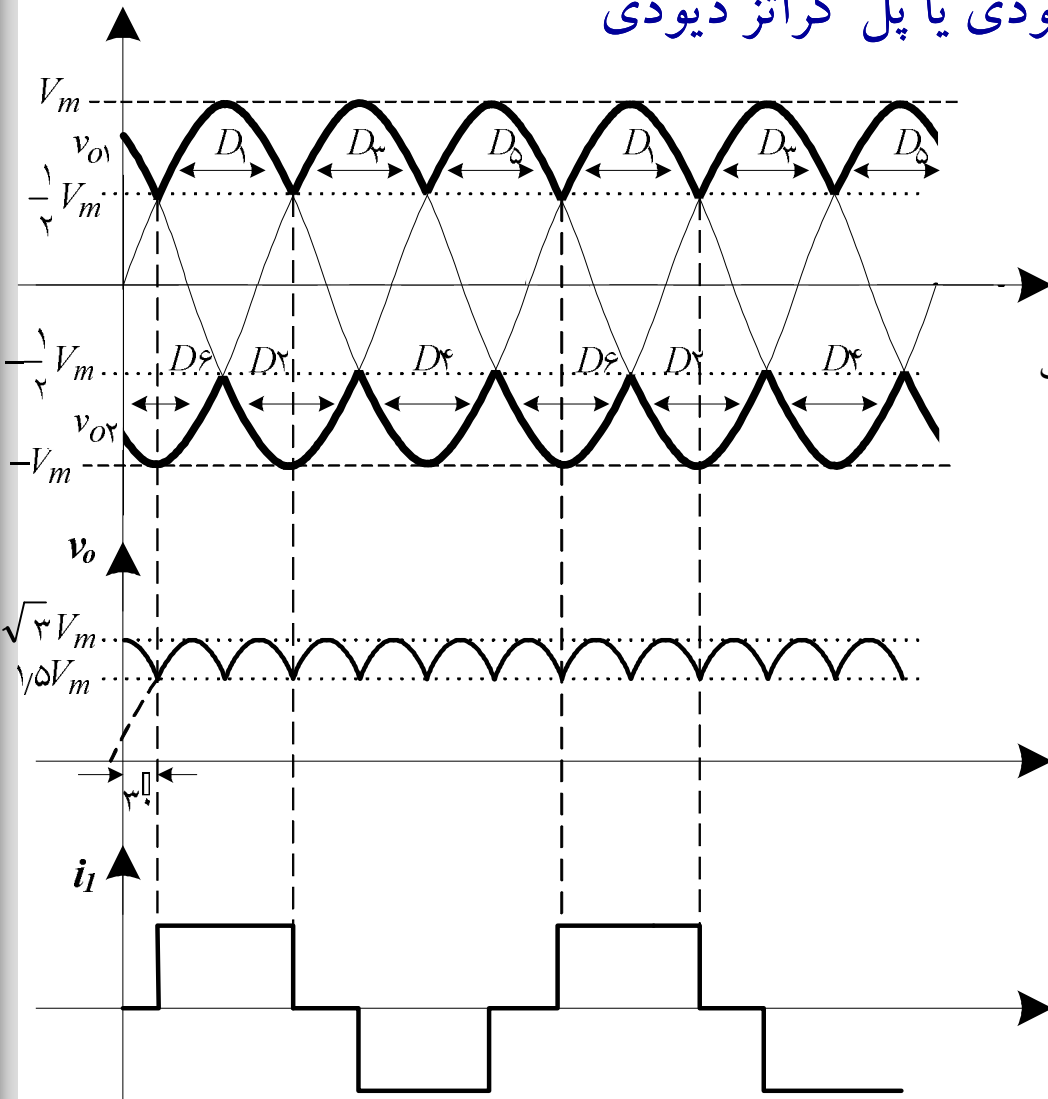 ودی یا پل گراتز دیودی
Vm
vO۱
D۱ D۳ D۵ D۱ D۳ D۵
۱/۲ Vm
−۱/۲ Vm
D۶ D۲ D۴ D۶ D۲ D۴
vO۲
−Vm
vo
√۳ Vm
۱/۵Vm
۳۰
i1